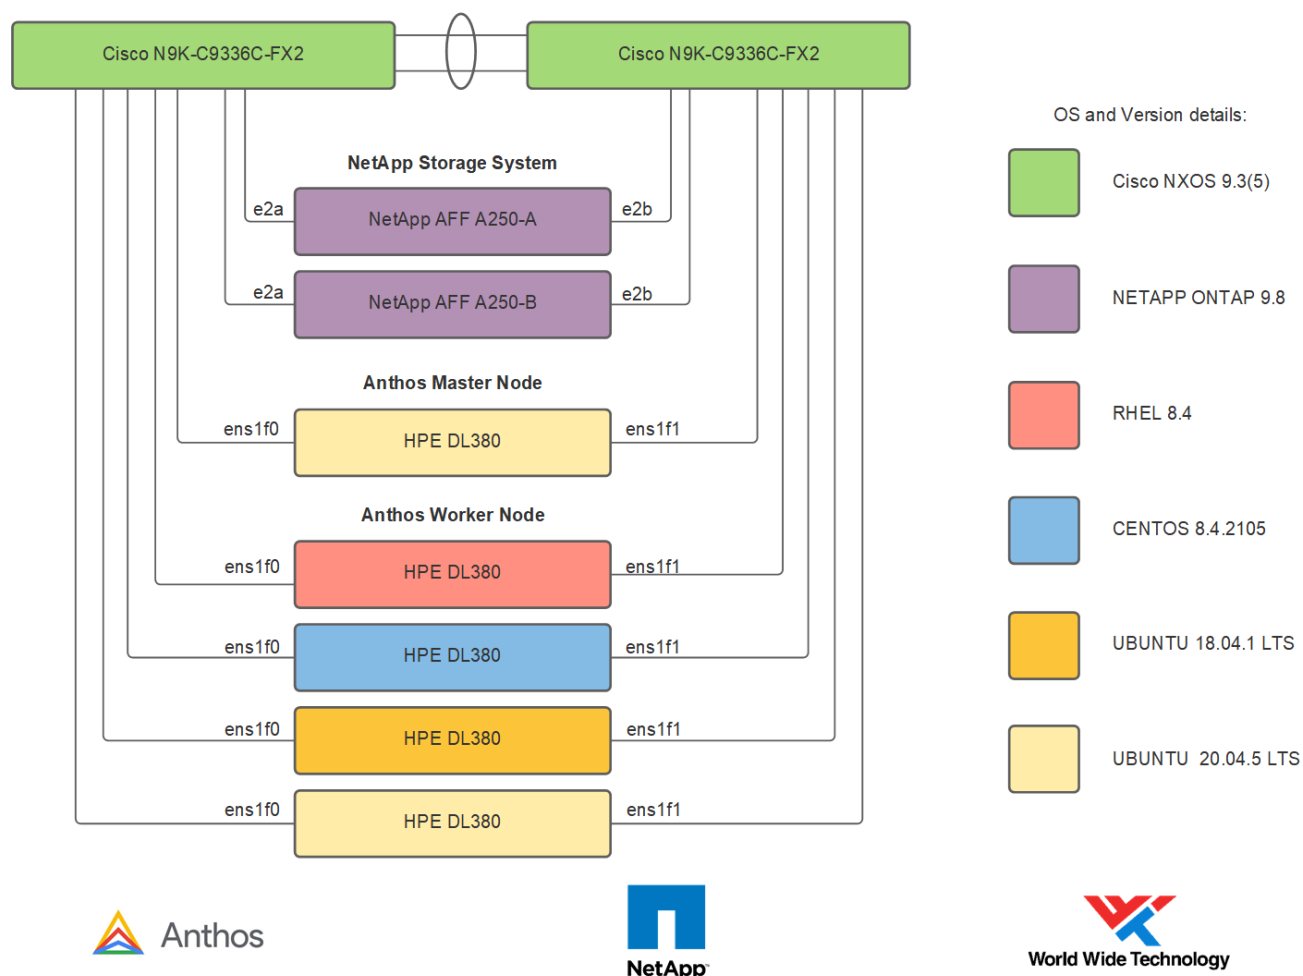 Cisco N9K-C9336C-FX2
Cisco N9K-C9336C-FX2
OS and Version details:
NetApp Storage System
Cisco NXOS 9.3(5)
e2a
NetApp AFF A250-A
e2b
e2a
NetApp AFF A250-B
e2b
NETAPP ONTAP 9.8
Anthos Master Node
RHEL 8.4
ens1f0
HPE DL380
ens1f1
Anthos Worker Node
CENTOS 8.4.2105
ens1f0
HPE DL380
ens1f1
ens1f0
HPE DL380
ens1f1
UBUNTU 18.04.1 LTS
ens1f0
HPE DL380
ens1f1
UBUNTU  20.04.5 LTS
ens1f0
HPE DL380
ens1f1
Anthos
NetApp™
World Wide Technology